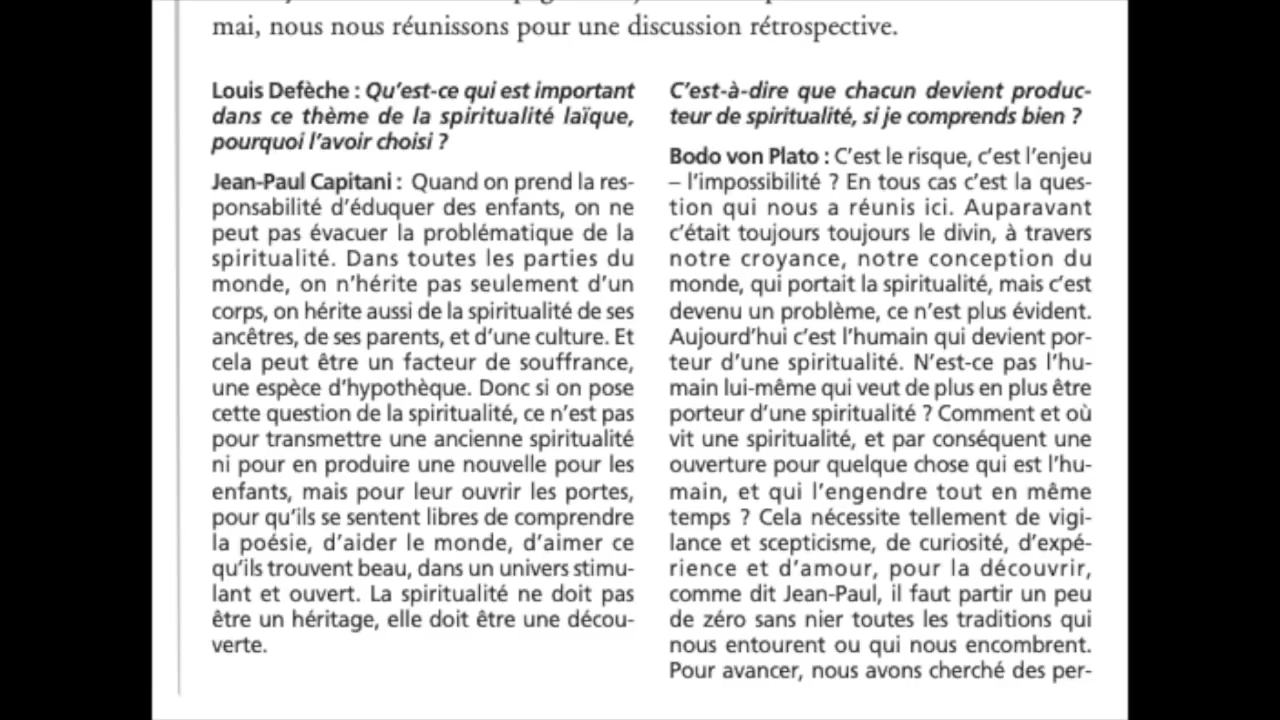 mai, nous nous réunissons pour une discussion rétrospective.
Louis Defèche : Qu’est-ce qui est important
dans ce thème de la spiritualité laïque,
pourquoi l’avoir choisi ?
Jean-Paul Capitani : Quand on prend la res-
ponsabilité d’éduquer des enfants, on ne
peut pas évacuer la problématique de la
spiritualité. Dans toutes les parties du
monde, on n’hérite pas seulement d’un
corps, on hérite aussi de la spiritualité de ses
ancêtres, de ses parents, et d’une culture. Et
cela peut être un facteur de souffrance,
une espèce d’hypothèque. Donc si on pose
cette question de la spiritualité, ce n’est pas
pour transmettre une ancienne spiritualité
ni pour en produire une nouvelle pour les
enfants, mais pour leur ouvrir les portes,
pour qu’ils se sentent libres de comprendre
la poésie, d’aider le monde, d’aimer ce
qu’ils trouvent beau, dans un univers stimu-
lant et ouvert. La spiritualité ne doit pas
être un héritage, elle doit être une décou-
verte.
C’est-à-dire que chacun devient produc-
teur de spiritualité, si je comprends bien ?
Bodo von Plato : C’est le risque, c’est l’enjeu
– l’impossibilité ? En tous cas c’est la ques-
tion qui nous a réunis ici. Auparavant
c’était toujours toujours le divin, à travers
notre croyance, notre conception du
monde, qui portait la spiritualité, mais c’est
devenu un problème, ce n’est plus évident.
Aujourd’hui c’est l’humain qui devient por-
teur d’une spiritualité. N’est-ce pas l’hu-
main lui-même qui veut de plus en plus être
porteur d’une spiritualité ? Comment et où
vit une spiritualité, et par conséquent une
ouverture pour quelque chose qui est l’hu-
main, et qui l’engendre tout en même
temps ? Cela nécessite tellement de vigi-
lance et scepticisme, de curiosité, d’expé-
rience et d’amour, pour la découvrir,
comme dit Jean-Paul, il faut partir un peu
de zéro sans nier toutes les traditions qui
nous entourent ou qui nous encombrent.
Pour avancer, nous avons cherché des per-